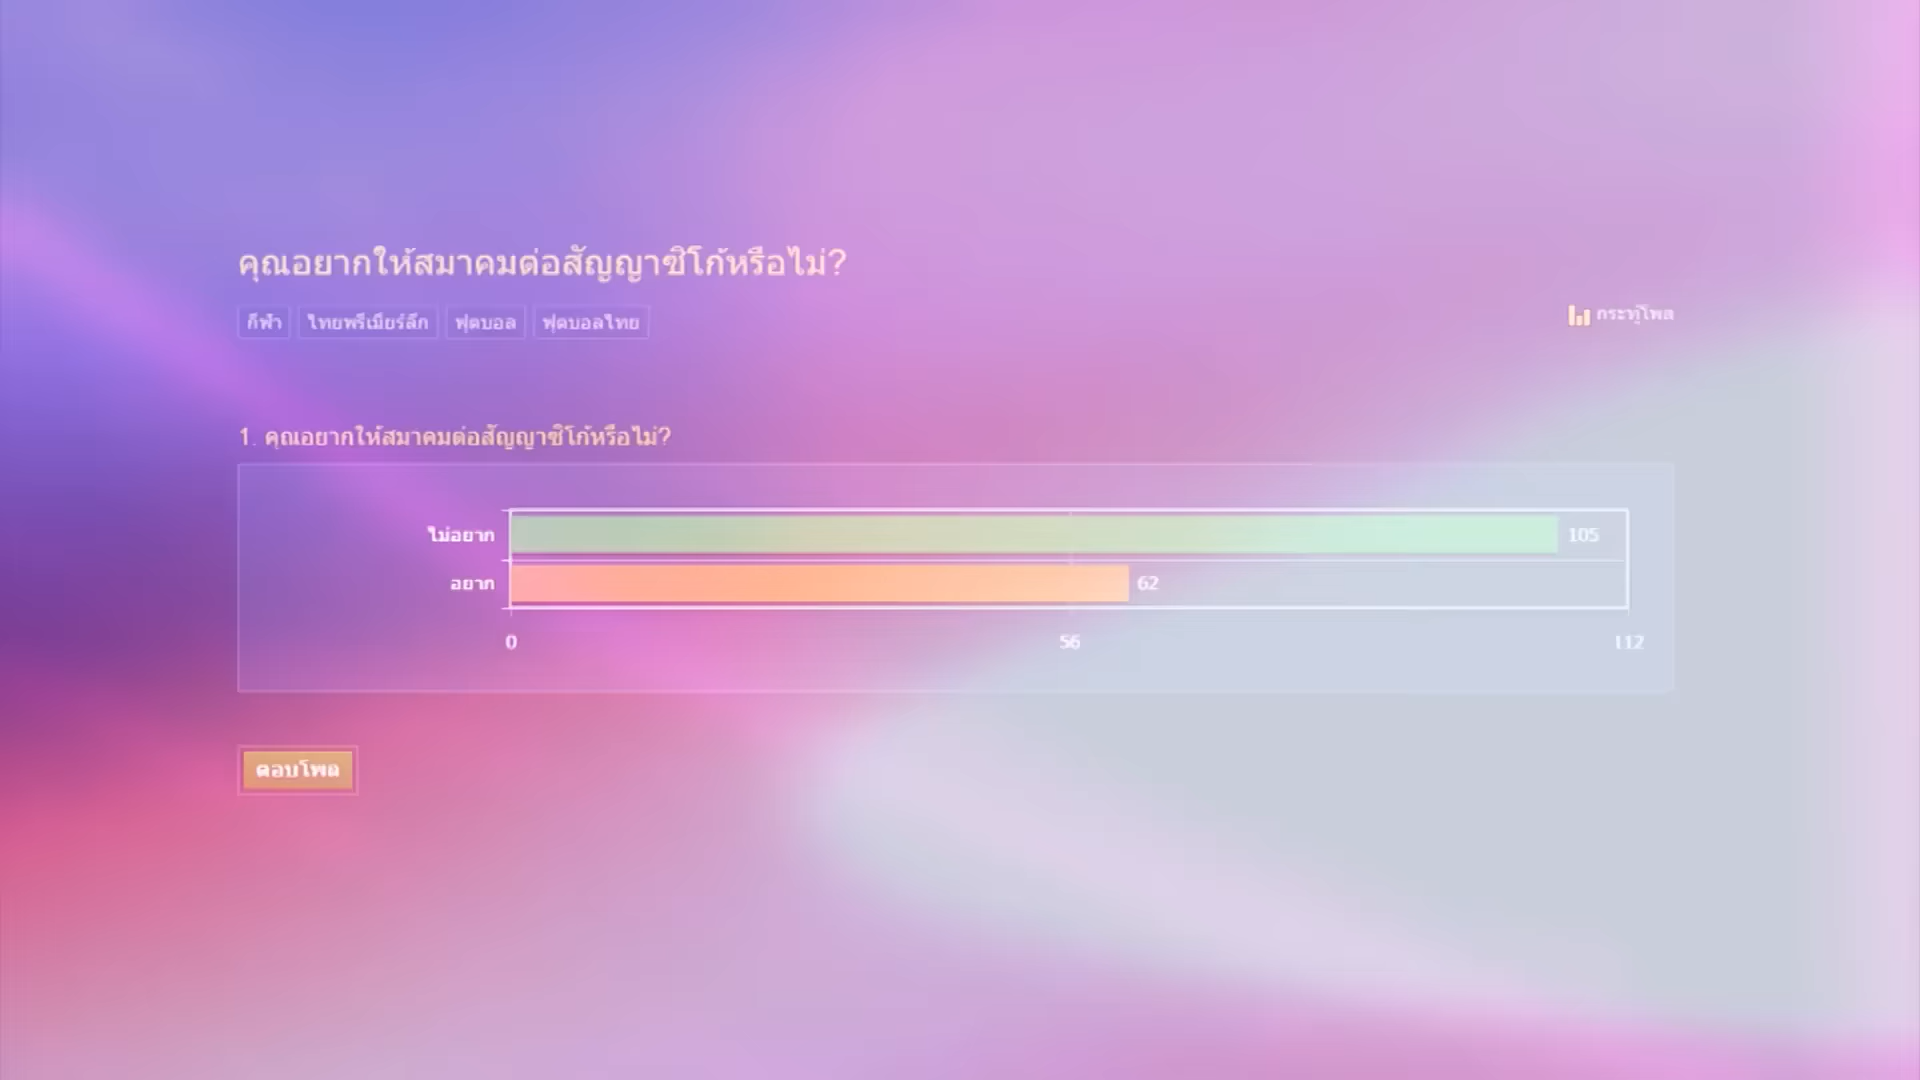 คุณอยากให้สมาคมต่อสัญญาซิโก้หรือไม่?
กีฬา ไทยพรีเมียร์ลีก ฟุตบอล ฟุตบอลไทย
กระทู้โพล
1. คุณอยากให้สมาคมต่อสัญญาซิโก้หรือไม่?
ไม่อยาก 105
อยาก 62
0 56 112
ตอบโพล